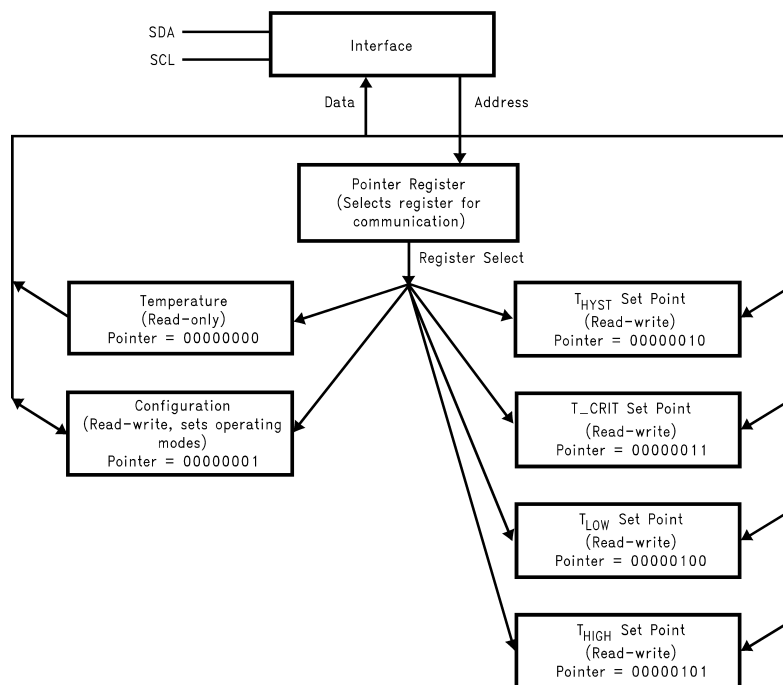 SDA
SCL
Interface
Data
Address
Pointer Register
(Selects register for
communication)
Register Select
Temperature
(Read-only)
Pointer = 00000000
Configuration
(Read-write, sets operating
modes)
Pointer = 00000001
THYST Set Point
(Read-write)
Pointer = 00000010
T_CRIT Set Point
(Read-write)
Pointer = 00000011
TLOW Set Point
(Read-write)
Pointer = 00000100
THIGH Set Point
(Read-write)
Pointer = 00000101